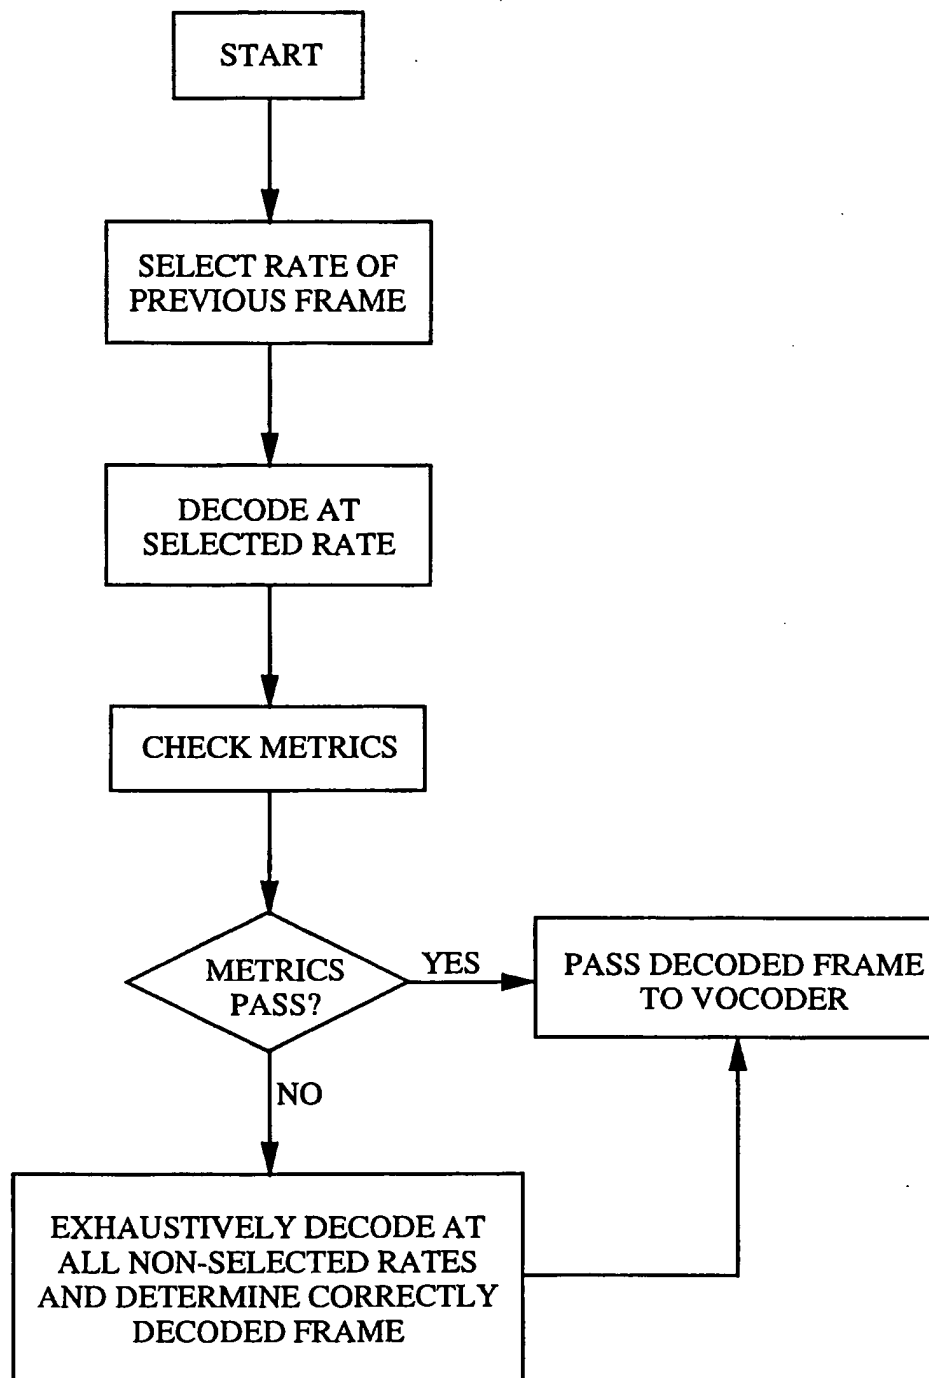 START
SELECT RATE OF
PREVIOUS FRAME
DECODE AT
SELECTED RATE
CHECK METRICS
METRICS
PASS?
YES
PASS DECODED FRAME
TO VOCODER
NO
EXHAUSTIVELY DECODE AT
ALL NON-SELECTED RATES
AND DETERMINE CORRECTLY
DECODED FRAME